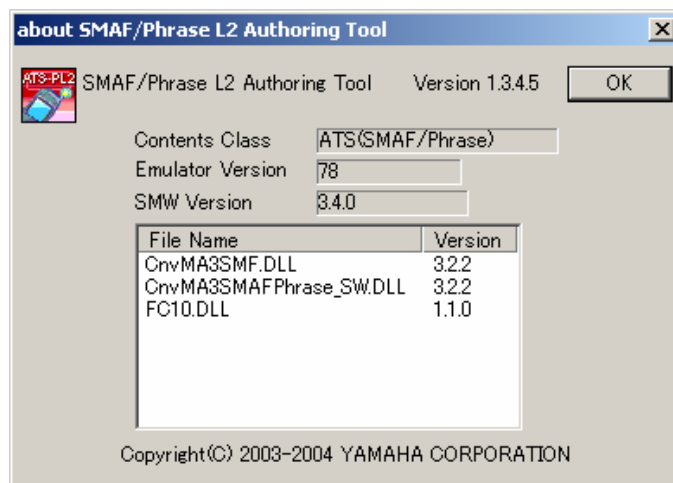 about SMAF/Phrase L2 Authoring Tool
ATS-PL2
SMAF/Phrase L2 Authoring Tool Version 1.3.4.5 OK
Contents Class ATS(SMAF/Phrase)
Emulator Version 78
SMW Version 3.4.0
File Name Version
CnvMA3SMF.DLL 3.2.2
CnvMA3SMAFPhrase_SW.DLL 3.2.2
FC10.DLL 1.1.0
Copyright(C) 2003-2004 YAMAHA CORPORATION